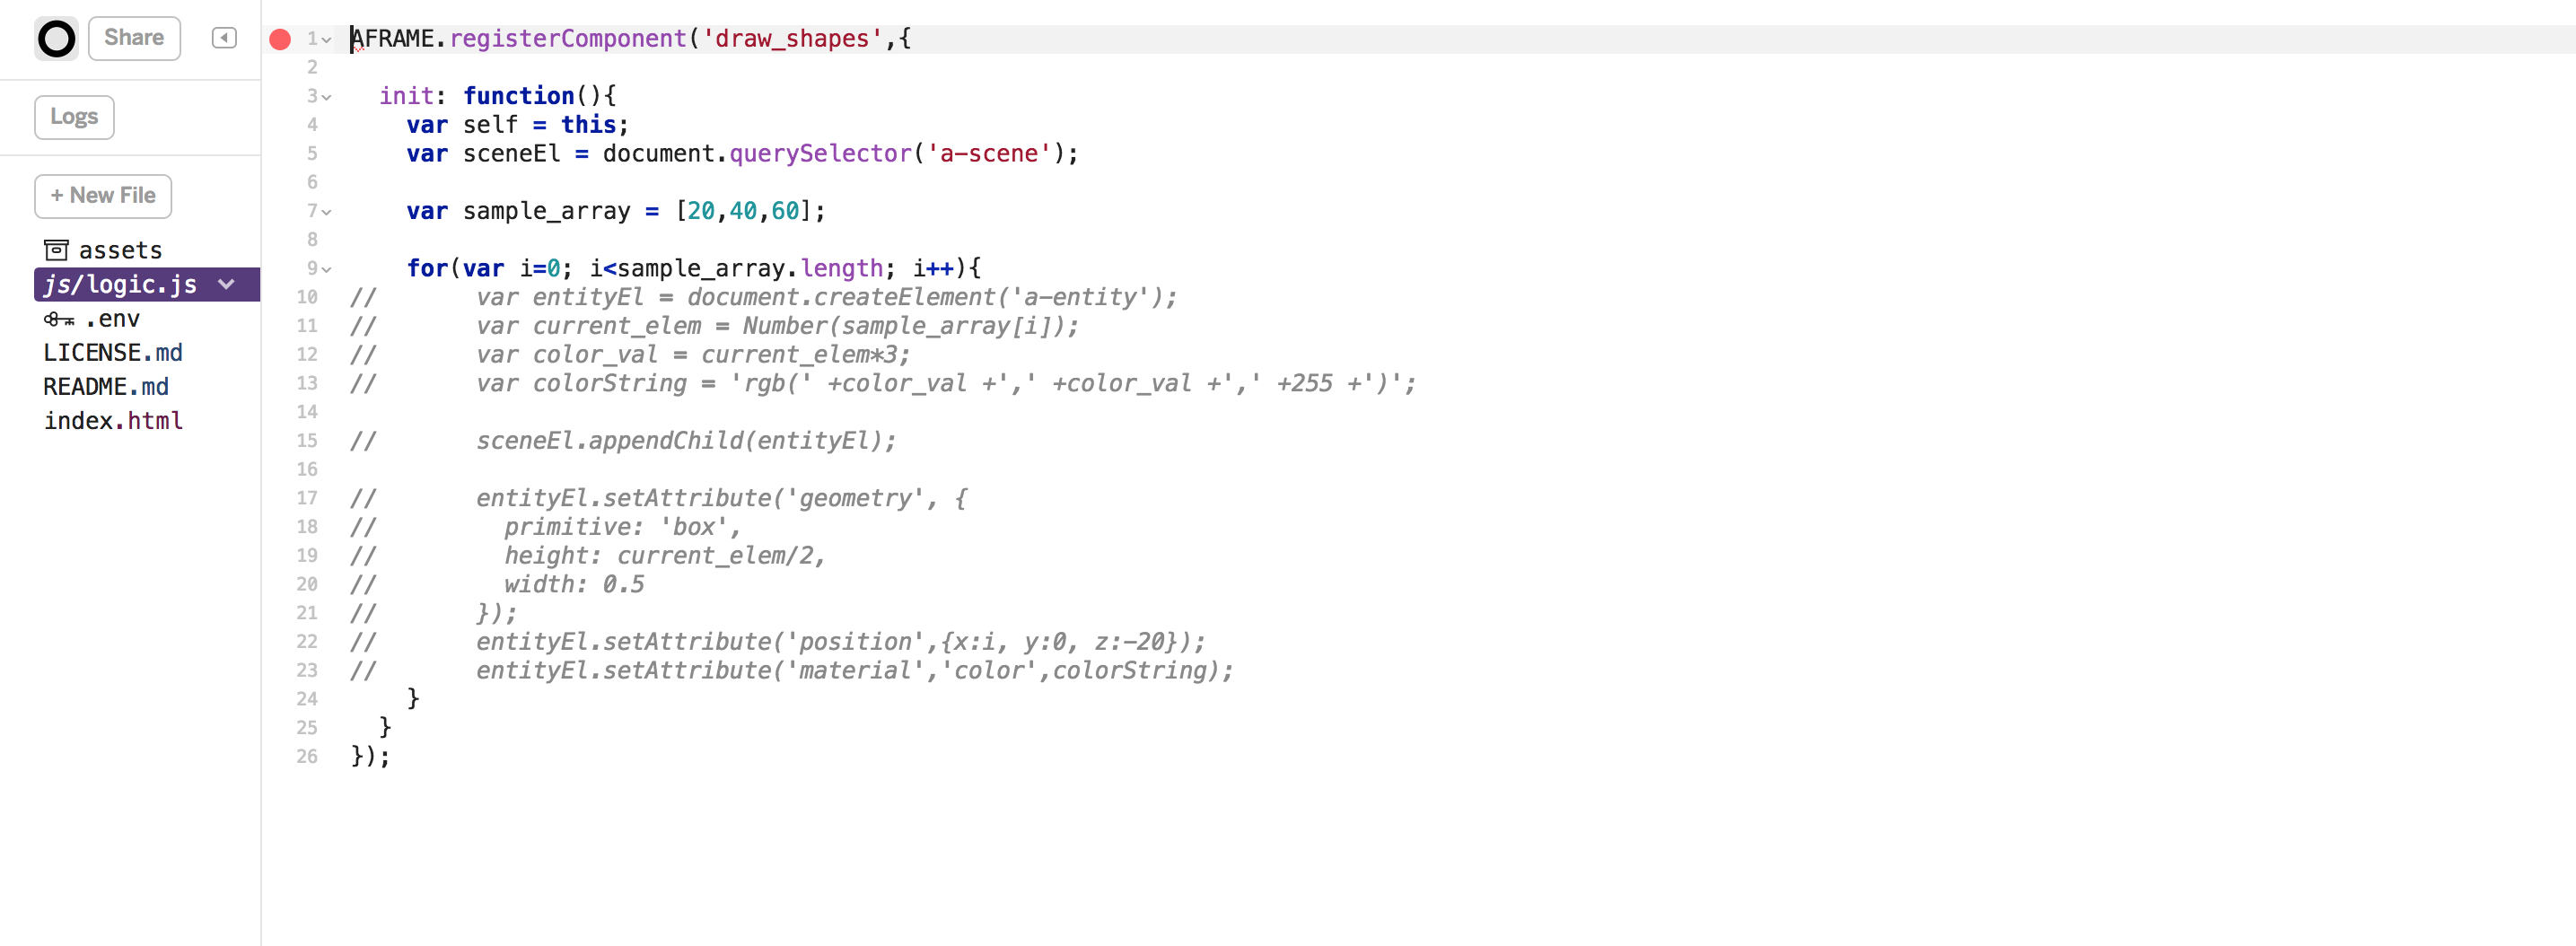 Share
Logs
+ New File
assets
js/logic.js
.env
LICENSE.md
README.md
index.html
1 AFRAME.registerComponent('draw_shapes',{
2
3   init: function(){
4     var self = this;
5     var sceneEl = document.querySelector('a-scene');
6
7     var sample_array = [20,40,60];
8
9     for(var i=0; i<sample_array.length; i++){
10 //       var entityEl = document.createElement('a-entity');
11 //       var current_elem = Number(sample_array[i]);
12 //       var color_val = current_elem*3;
13 //       var colorString = 'rgb(' +color_val +',' +color_val +',' +255 +')';
14
15 //       sceneEl.appendChild(entityEl);
16
17 //       entityEl.setAttribute('geometry', {
18 //         primitive: 'box',
19 //         height: current_elem/2,
20 //         width: 0.5
21 //       });
22 //       entityEl.setAttribute('position',{x:i, y:0, z:-20});
23 //       entityEl.setAttribute('material','color',colorString);
24     }
25   }
26 });